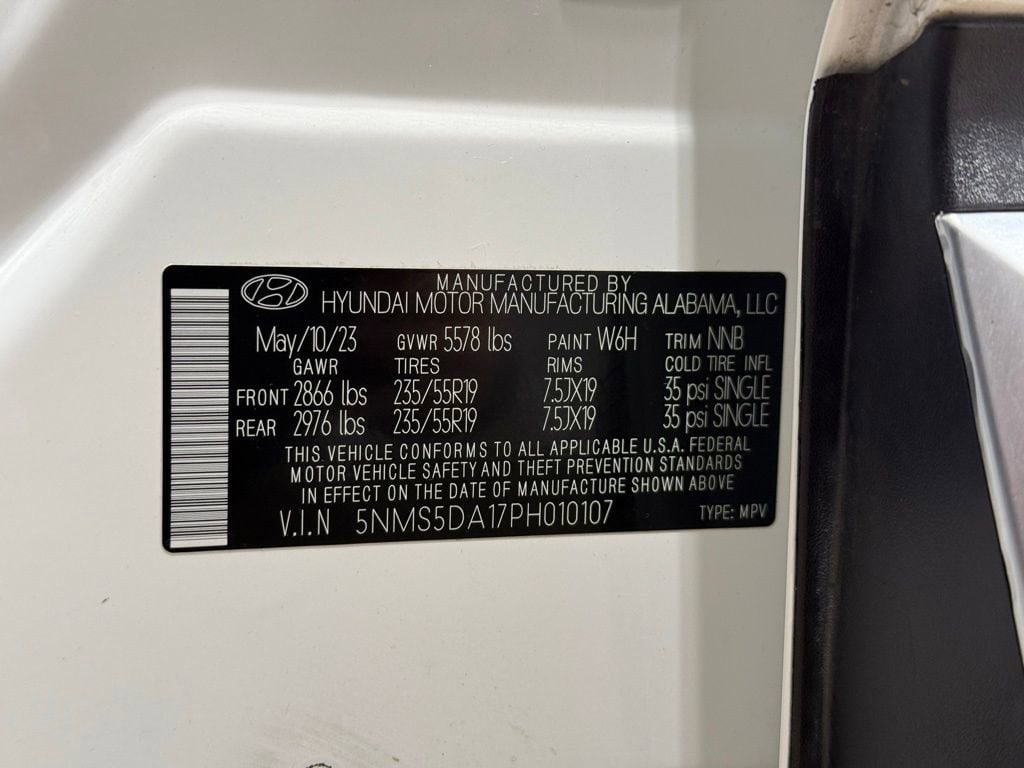 MANUFACTURED BY
HYUNDAI MOTOR MANUFACTURING ALABAMA, LLC
May/10/23 GVWR 5578 lbs PAINT W6H TRIM NNB
GAWR TIRES RIMS COLD TIRE INFL
FRONT 2866 lbs 235/55R19 7.5JX19 35 psi SINGLE
REAR 2976 lbs 235/55R19 7.5JX19 35 psi SINGLE
THIS VEHICLE CONFORMS TO ALL APPLICABLE U.S.A. FEDERAL
MOTOR VEHICLE SAFETY AND THEFT PREVENTION STANDARDS
IN EFFECT ON THE DATE OF MANUFACTURE SHOWN ABOVE
V.I.N 5NMS5DA17PH010107 TYPE: MPV